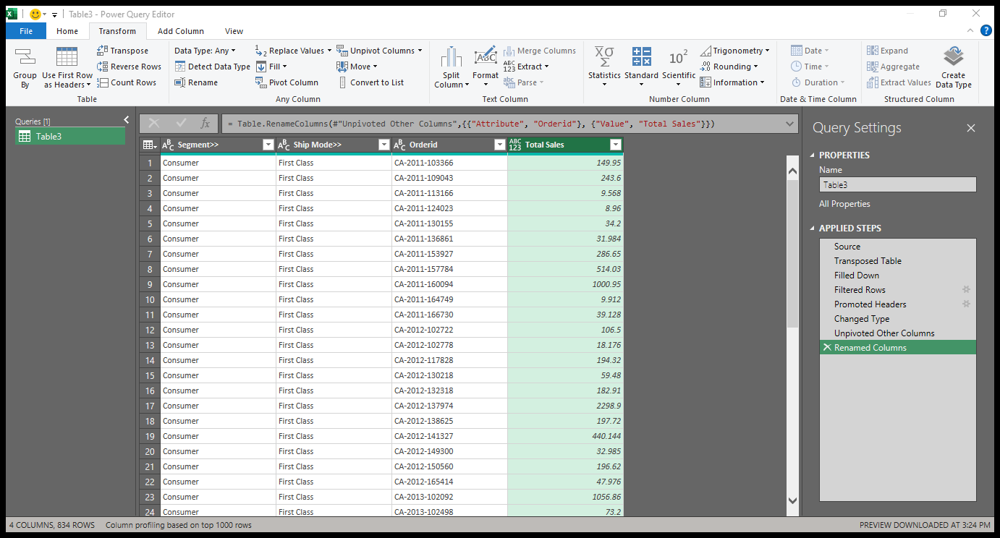 Table3 - Power Query Editor
File Home Transform Add Column View
Group By
Use First Row as Headers
Transpose
Reverse Rows
Count Rows
Table
Data Type: Any
Detect Data Type
Rename
Replace Values
Fill
Pivot Column
Unpivot Columns
Move
Convert to List
Any Column
Split Column
Format
ABC
Merge Columns
ABC 123 Extract
abc Parse
Text Column
Statistics
Standard
10² Scientific
Trigonometry
.00 Rounding
Information
Number Column
Date
Time
Duration
Date & Time Column
Expand
Aggregate
Extract Values
Create Data Type
Structured Column
Queries [1]
Table3
fx = Table.RenameColumns(#"Unpivoted Other Columns",{{"Attribute", "Orderid"}, {"Value", "Total Sales"}})
ABC Segment>> ABC Ship Mode>> ABC Orderid ABC 123 Total Sales
1 Consumer First Class CA-2011-103366 149.95
2 Consumer First Class CA-2011-109043 243.6
3 Consumer First Class CA-2011-113166 9.568
4 Consumer First Class CA-2011-124023 8.96
5 Consumer First Class CA-2011-130155 34.2
6 Consumer First Class CA-2011-136861 31.984
7 Consumer First Class CA-2011-153927 286.65
8 Consumer First Class CA-2011-157784 514.03
9 Consumer First Class CA-2011-160094 1000.95
10 Consumer First Class CA-2011-164749 9.912
11 Consumer First Class CA-2011-166730 39.128
12 Consumer First Class CA-2012-102722 106.5
13 Consumer First Class CA-2012-102778 18.176
14 Consumer First Class CA-2012-117828 194.32
15 Consumer First Class CA-2012-130218 59.48
16 Consumer First Class CA-2012-132318 182.91
17 Consumer First Class CA-2012-137974 2298.9
18 Consumer First Class CA-2012-138625 197.72
19 Consumer First Class CA-2012-141327 440.144
20 Consumer First Class CA-2012-149300 32.985
21 Consumer First Class CA-2012-150560 196.62
22 Consumer First Class CA-2012-165414 47.976
23 Consumer First Class CA-2013-102092 1056.86
24 Consumer First Class CA-2013-102498 73.2
Query Settings
PROPERTIES
Name
Table3
All Properties
APPLIED STEPS
Source
Transposed Table
Filled Down
Filtered Rows
Promoted Headers
Changed Type
Unpivoted Other Columns
Renamed Columns
4 COLUMNS, 834 ROWS Column profiling based on top 1000 rows
PREVIEW DOWNLOADED AT 3:24 PM